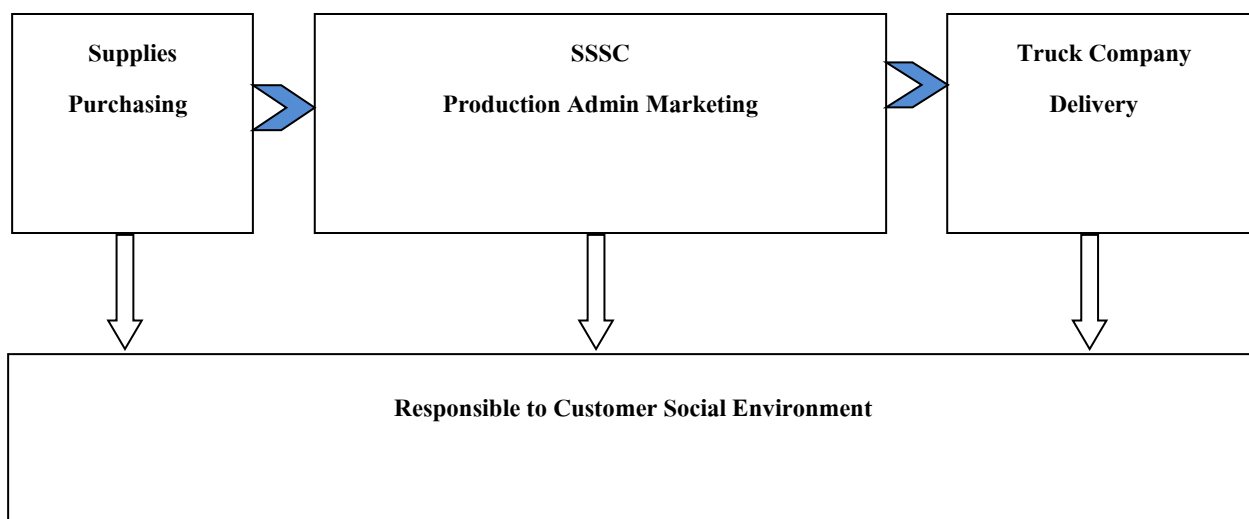 Supplies
Purchasing
SSSC
Production Admin Marketing
Truck Company
Delivery
Responsible to Customer Social Environment